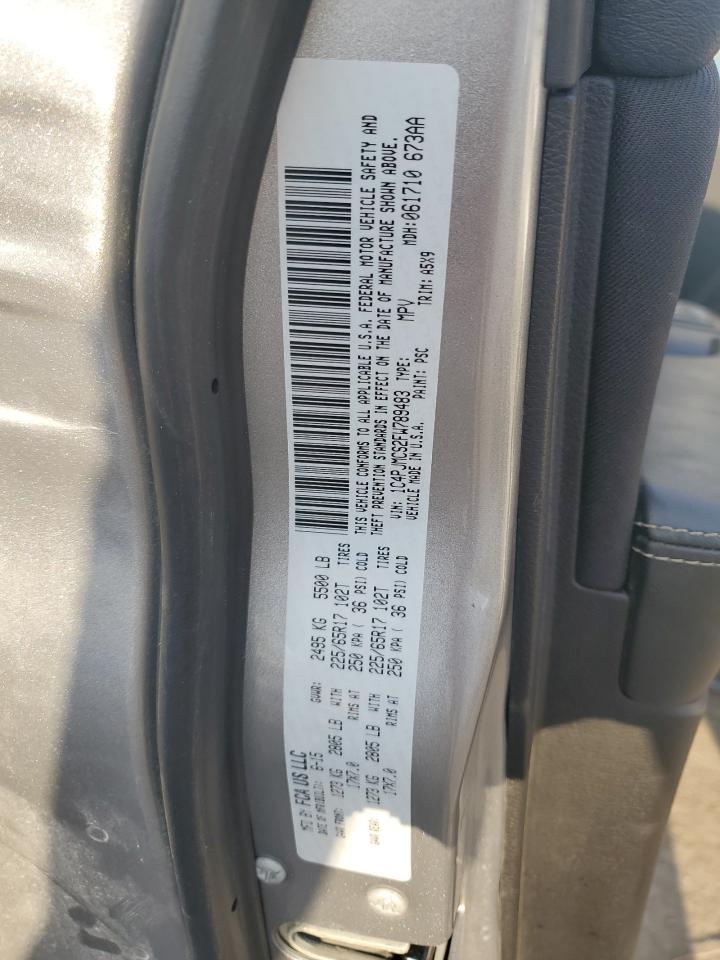 MFD BY: FCA US LLC
DATE OF MFR/BUILT: 6-15 GVWR: 2495 KG 5500 LB
GAWR FRONT: 1273 KG 2805 LB WITH 225/65R17 102T TIRES
17X7.0 RIMS AT 250 KPA ( 36 PSI) COLD
GAWR REAR: 1273 KG 2805 LB WITH 225/65R17 102T TIRES
17X7.0 RIMS AT 250 KPA ( 36 PSI) COLD
THIS VEHICLE CONFORMS TO ALL APPLICABLE U.S.A. FEDERAL MOTOR VEHICLE SAFETY AND
THEFT PREVENTION STANDARDS IN EFFECT ON THE DATE OF MANUFACTURE SHOWN ABOVE.
VIN: 1C4PJMCS2FW789483 TYPE: MPV MDH:061710 673AA
VEHICLE MADE IN U.S.A. PAINT: PSC TRIM: A5X9